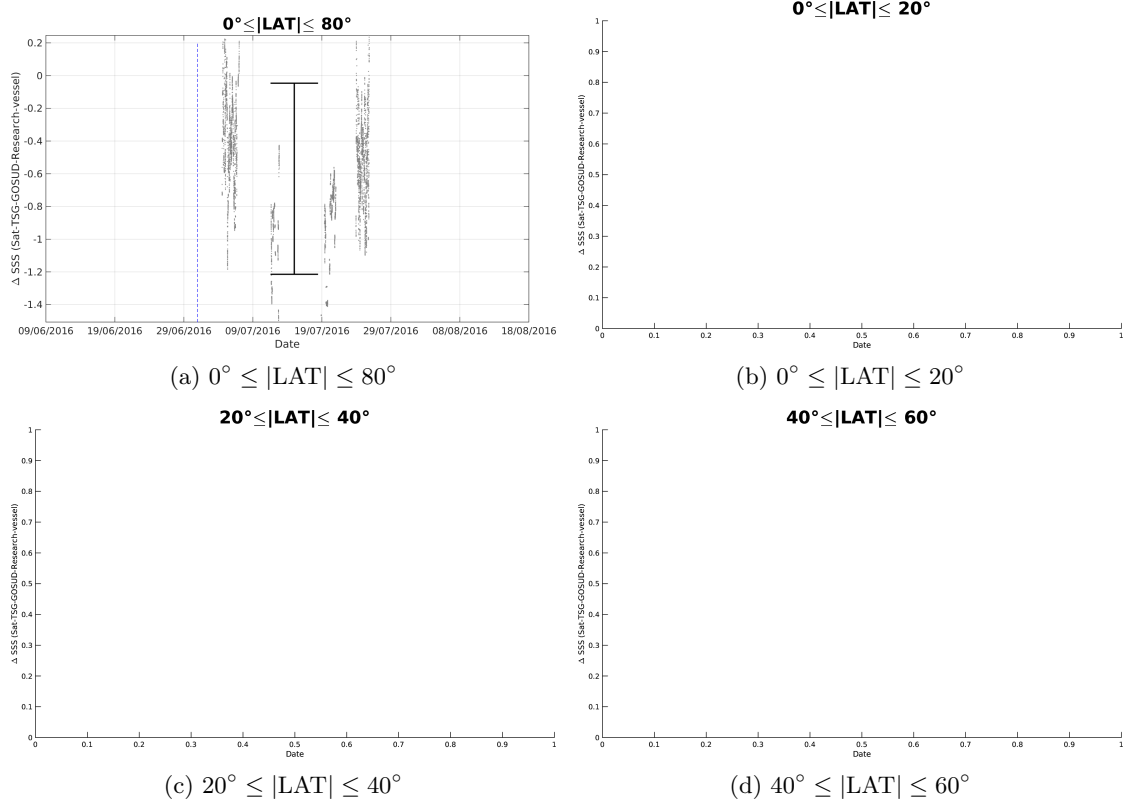 0°≤|LAT|≤ 80°
Δ SSS (Sat-TSG-GOSUD-Research-vessel)
0.2
0
-0.2
-0.4
-0.6
-0.8
-1
-1.2
-1.4
09/06/2016 19/06/2016 29/06/2016 09/07/2016 19/07/2016 29/07/2016 08/08/2016 18/08/2016
Date
(a) 0° ≤ |LAT| ≤ 80°
0°≤|LAT|≤ 20°
Δ SSS (Sat-TSG-GOSUD-Research-vessel)
1
0.9
0.8
0.7
0.6
0.5
0.4
0.3
0.2
0.1
0
0 0.1 0.2 0.3 0.4 0.5 0.6 0.7 0.8 0.9 1
Date
(b) 0° ≤ |LAT| ≤ 20°
20°≤|LAT|≤ 40°
Δ SSS (Sat-TSG-GOSUD-Research-vessel)
1
0.9
0.8
0.7
0.6
0.5
0.4
0.3
0.2
0.1
0
0 0.1 0.2 0.3 0.4 0.5 0.6 0.7 0.8 0.9 1
Date
(c) 20° ≤ |LAT| ≤ 40°
40°≤|LAT|≤ 60°
Δ SSS (Sat-TSG-GOSUD-Research-vessel)
1
0.9
0.8
0.7
0.6
0.5
0.4
0.3
0.2
0.1
0
0 0.1 0.2 0.3 0.4 0.5 0.6 0.7 0.8 0.9 1
Date
(d) 40° ≤ |LAT| ≤ 60°